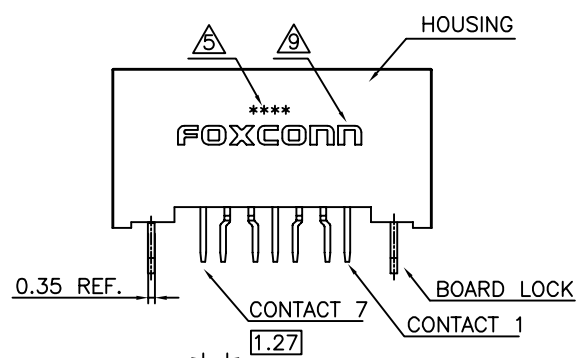 HOUSING
5
9
****
FOXCONN
0.35 REF.
CONTACT 7
BOARD LOCK
CONTACT 1
1.27